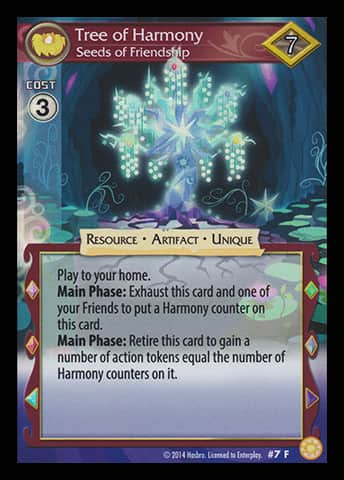 Tree of Harmony
Seeds of Friendship
7
COST
3
RESOURCE • ARTIFACT • UNIQUE
Play to your home.
Main Phase: Exhaust this card and one of
your Friends to put a Harmony counter on
this card.
Main Phase: Retire this card to gain a
number of action tokens equal the number of
Harmony counters on it.
© 2014 Hasbro. Licensed to Enterplay. #7 F